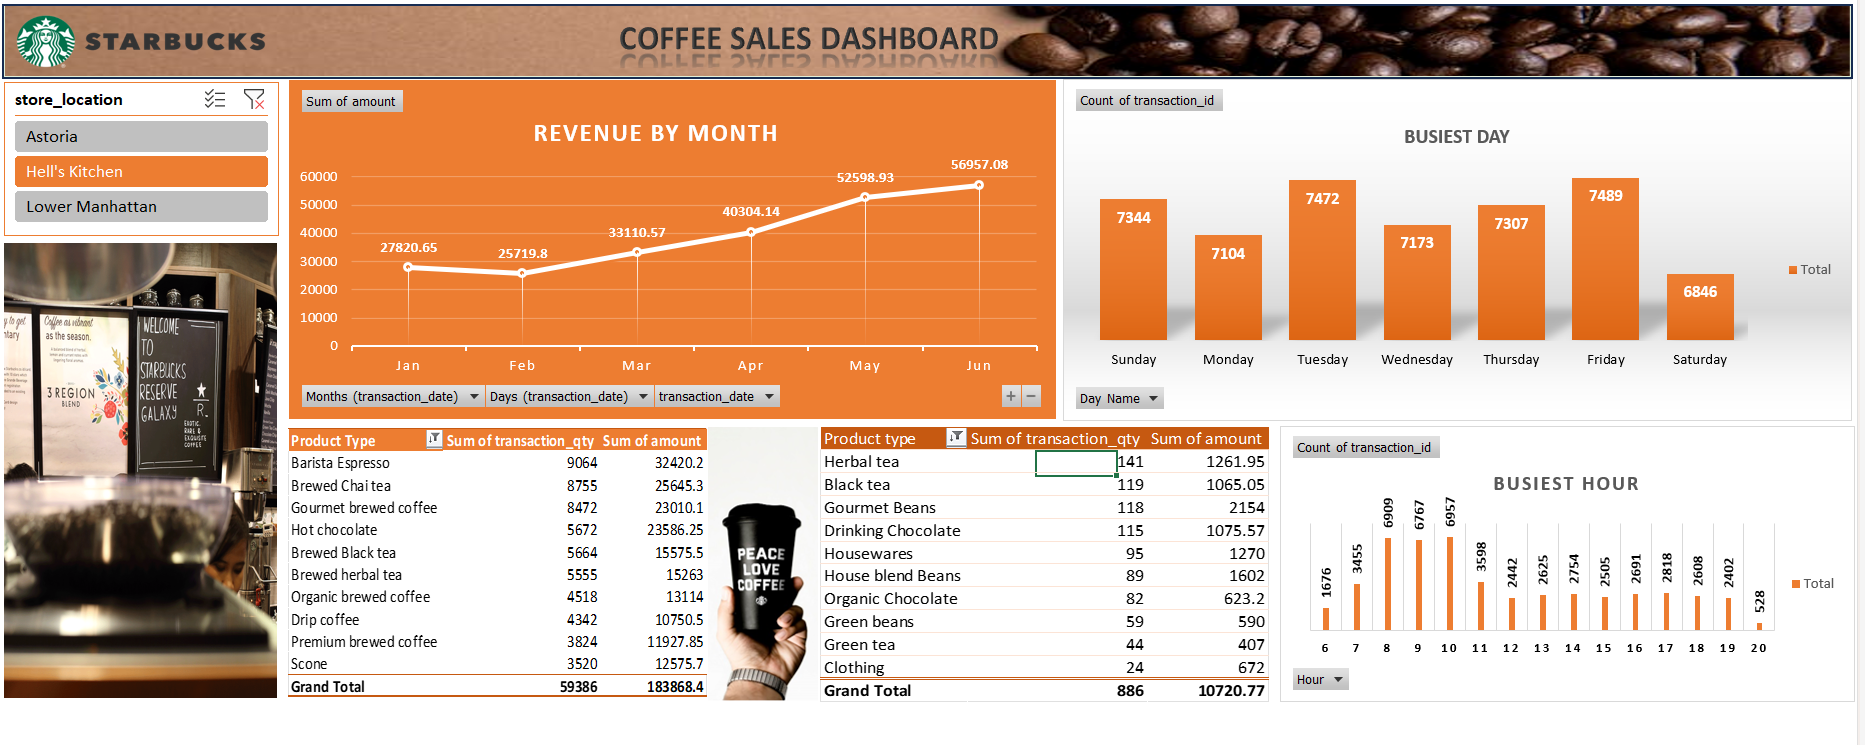 STARBUCKS
COFFEE SALES DASHBOARD
store_location
Astoria
Hell's Kitchen
Lower Manhattan
Sum of amount
REVENUE BY MONTH
60000
50000
40000
30000
20000
10000
0
27820.65
25719.8
33110.57
40304.14
52598.93
56957.08
Jan Feb Mar Apr May Jun
Months (transaction_date) Days (transaction_date) transaction_date
+ −
Count of transaction_id
BUSIEST DAY
7344 7104 7472 7173 7307 7489 6846
Total
Sunday Monday Tuesday Wednesday Thursday Friday Saturday
Day Name
Coffee as vibrant
as the season.
3 REGION
BLEND
WELCOME
TO
STARBUCKS
RESERVE
GALAXY
R.
EXOTIC,
RARE &
EXQUISITE
COFFEE
Product Type Sum of transaction_qty Sum of amount
Barista Espresso 9064 32420.2
Brewed Chai tea 8755 25645.3
Gourmet brewed coffee 8472 23010.1
Hot chocolate 5672 23586.25
Brewed Black tea 5664 15575.5
Brewed herbal tea 5555 15263
Organic brewed coffee 4518 13114
Drip coffee 4342 10750.5
Premium brewed coffee 3824 11927.85
Scone 3520 12575.7
Grand Total 59386 183868.4
PEACE
LOVE
COFFEE
Product type Sum of transaction_qty Sum of amount
Herbal tea 141 1261.95
Black tea 119 1065.05
Gourmet Beans 118 2154
Drinking Chocolate 115 1075.57
Housewares 95 1270
House blend Beans 89 1602
Organic Chocolate 82 623.2
Green beans 59 590
Green tea 44 407
Clothing 24 672
Grand Total 886 10720.77
Count of transaction_id
BUSIEST HOUR
1676 3455 6909 6767 6957 3598 2442 2625 2754 2505 2691 2818 2608 2402 528
Total
6 7 8 9 10 11 12 13 14 15 16 17 18 19 20
Hour